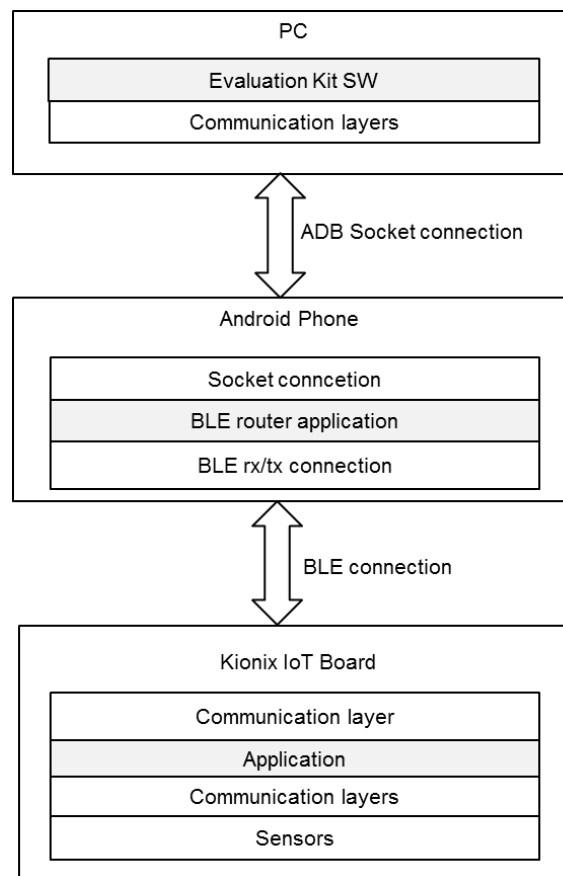 PC
Evaluation Kit SW
Communication layers
ADB Socket connection
Android Phone
Socket conncetion
BLE router application
BLE rx/tx connection
BLE connection
Kionix IoT Board
Communication layer
Application
Communication layers
Sensors